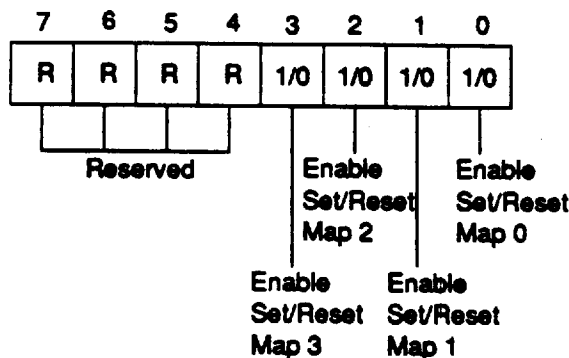 7 6 5 4 3 2 1 0
R R R R 1/0 1/0 1/0 1/0
Reserved
Enable
Set/Reset
Map 2
Enable
Set/Reset
Map 0
Enable
Set/Reset
Map 3
Enable
Set/Reset
Map 1